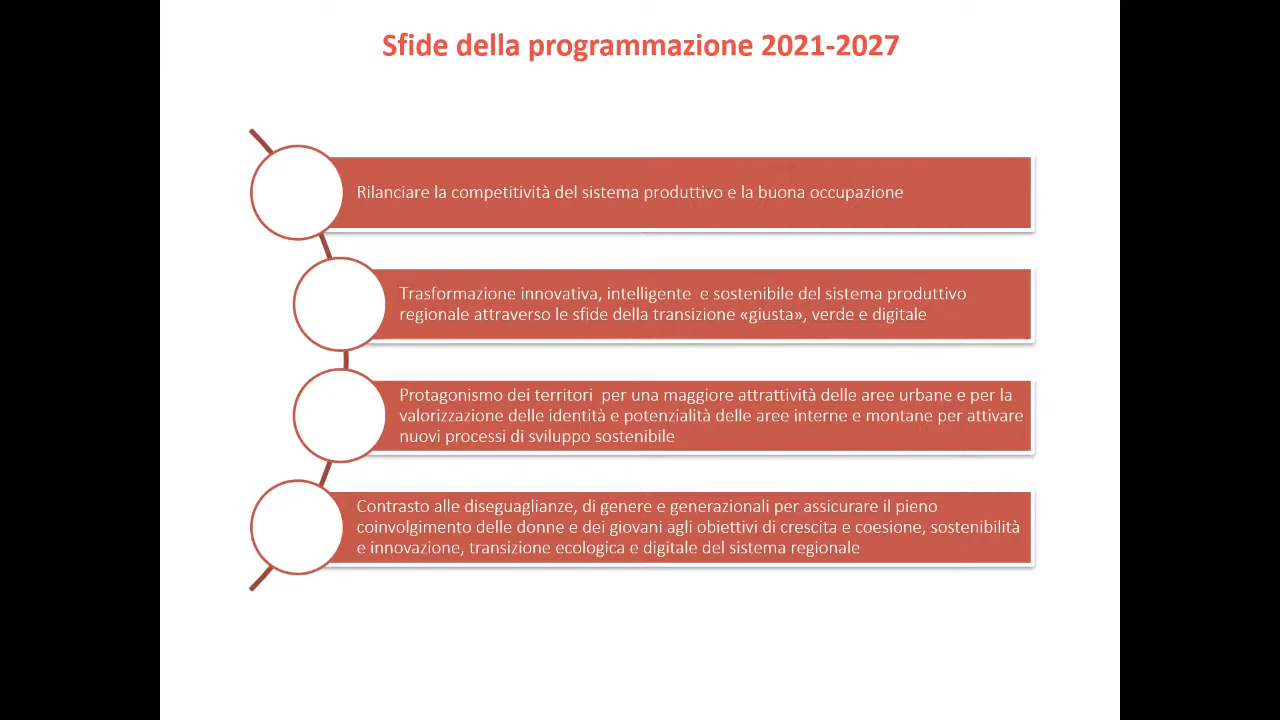 Sfide della programmazione 2021-2027
Rilanciare la competitività del sistema produttivo e la buona occupazione
Trasformazione innovativa, intelligente  e sostenibile del sistema produttivo
regionale attraverso le sfide della transizione «giusta», verde e digitale
Protagonismo dei territori  per una maggiore attrattività delle aree urbane e per la
valorizzazione delle identità e potenzialità delle aree interne e montane per attivare
nuovi processi di sviluppo sostenibile
Contrasto alle diseguaglianze, di genere e generazionali per assicurare il pieno
coinvolgimento delle donne e dei giovani agli obiettivi di crescita e coesione, sostenibilità
e innovazione, transizione ecologica e digitale del sistema regionale